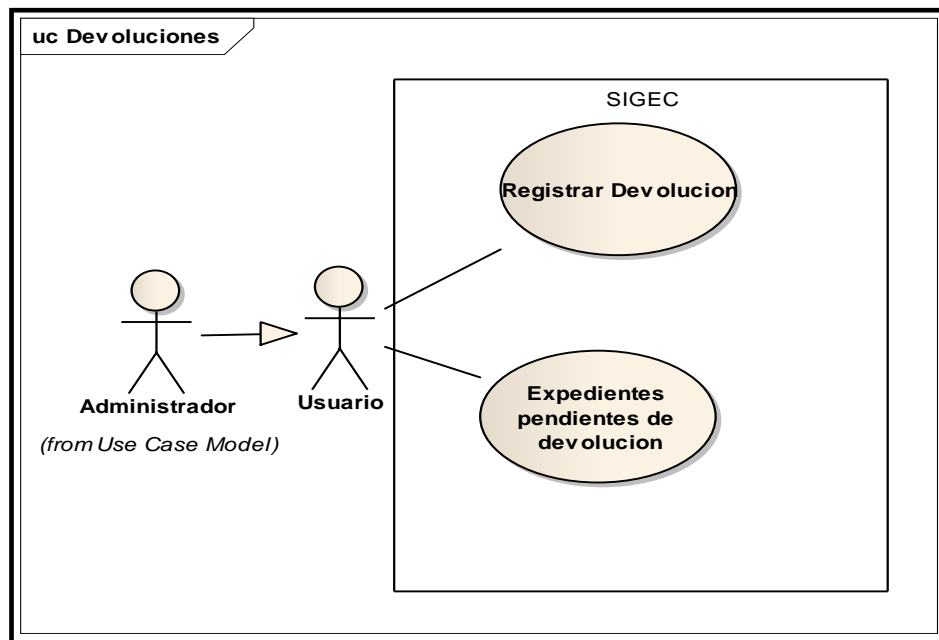 uc Devoluciones
SIGEC
Registrar Devolucion
Administrador
(from Use Case Model)
Usuario
Expedientes
pendientes de
devolucion